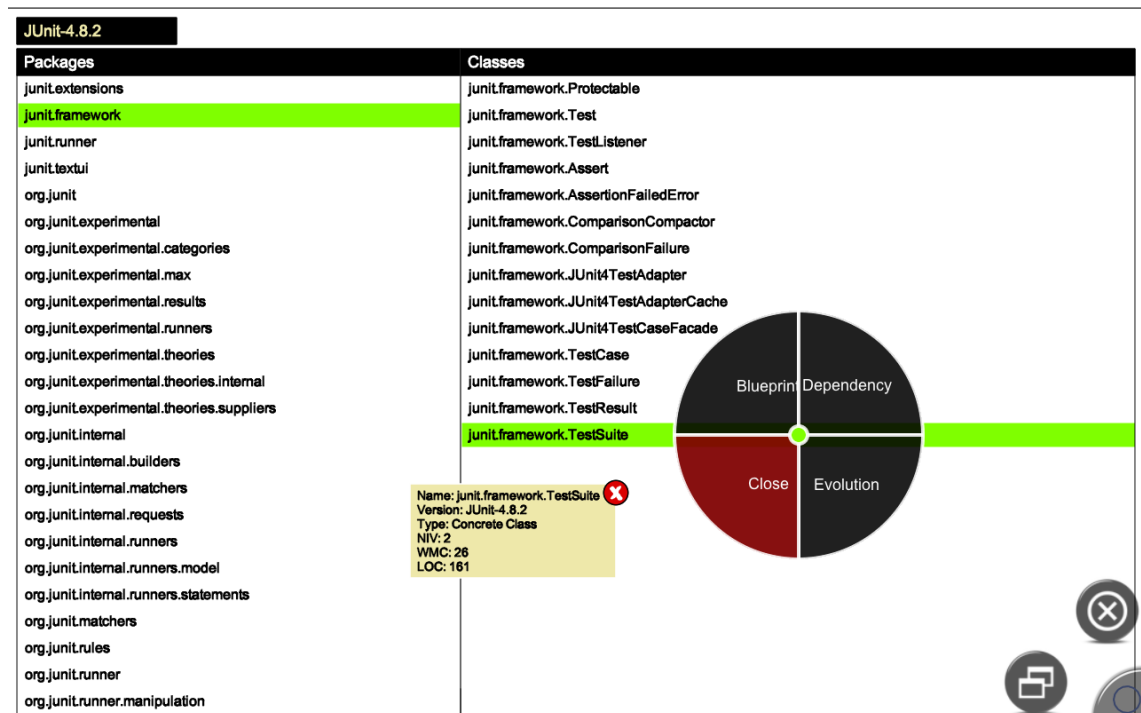 JUnit-4.8.2
Packages
junit.extensions
junit.framework
junit.runner
junit.textui
org.junit
org.junit.experimental
org.junit.experimental.categories
org.junit.experimental.max
org.junit.experimental.results
org.junit.experimental.runners
org.junit.experimental.theories
org.junit.experimental.theories.internal
org.junit.experimental.theories.suppliers
org.junit.internal
org.junit.internal.builders
org.junit.internal.matchers
org.junit.internal.requests
org.junit.internal.runners
org.junit.internal.runners.model
org.junit.internal.runners.statements
org.junit.matchers
org.junit.rules
org.junit.runner
org.junit.runner.manipulation
Classes
junit.framework.Protectable
junit.framework.Test
junit.framework.TestListener
junit.framework.Assert
junit.framework.AssertionFailedError
junit.framework.ComparisonCompactor
junit.framework.ComparisonFailure
junit.framework.JUnit4TestAdapter
junit.framework.JUnit4TestAdapterCache
junit.framework.JUnit4TestCaseFacade
junit.framework.TestCase
junit.framework.TestFailure
junit.framework.TestResult
junit.framework.TestSuite
Blueprint Dependency
Close Evolution
Name: junit.framework.TestSuite
Version: JUnit-4.8.2
Type: Concrete Class
NIV: 2
WMC: 26
LOC: 161